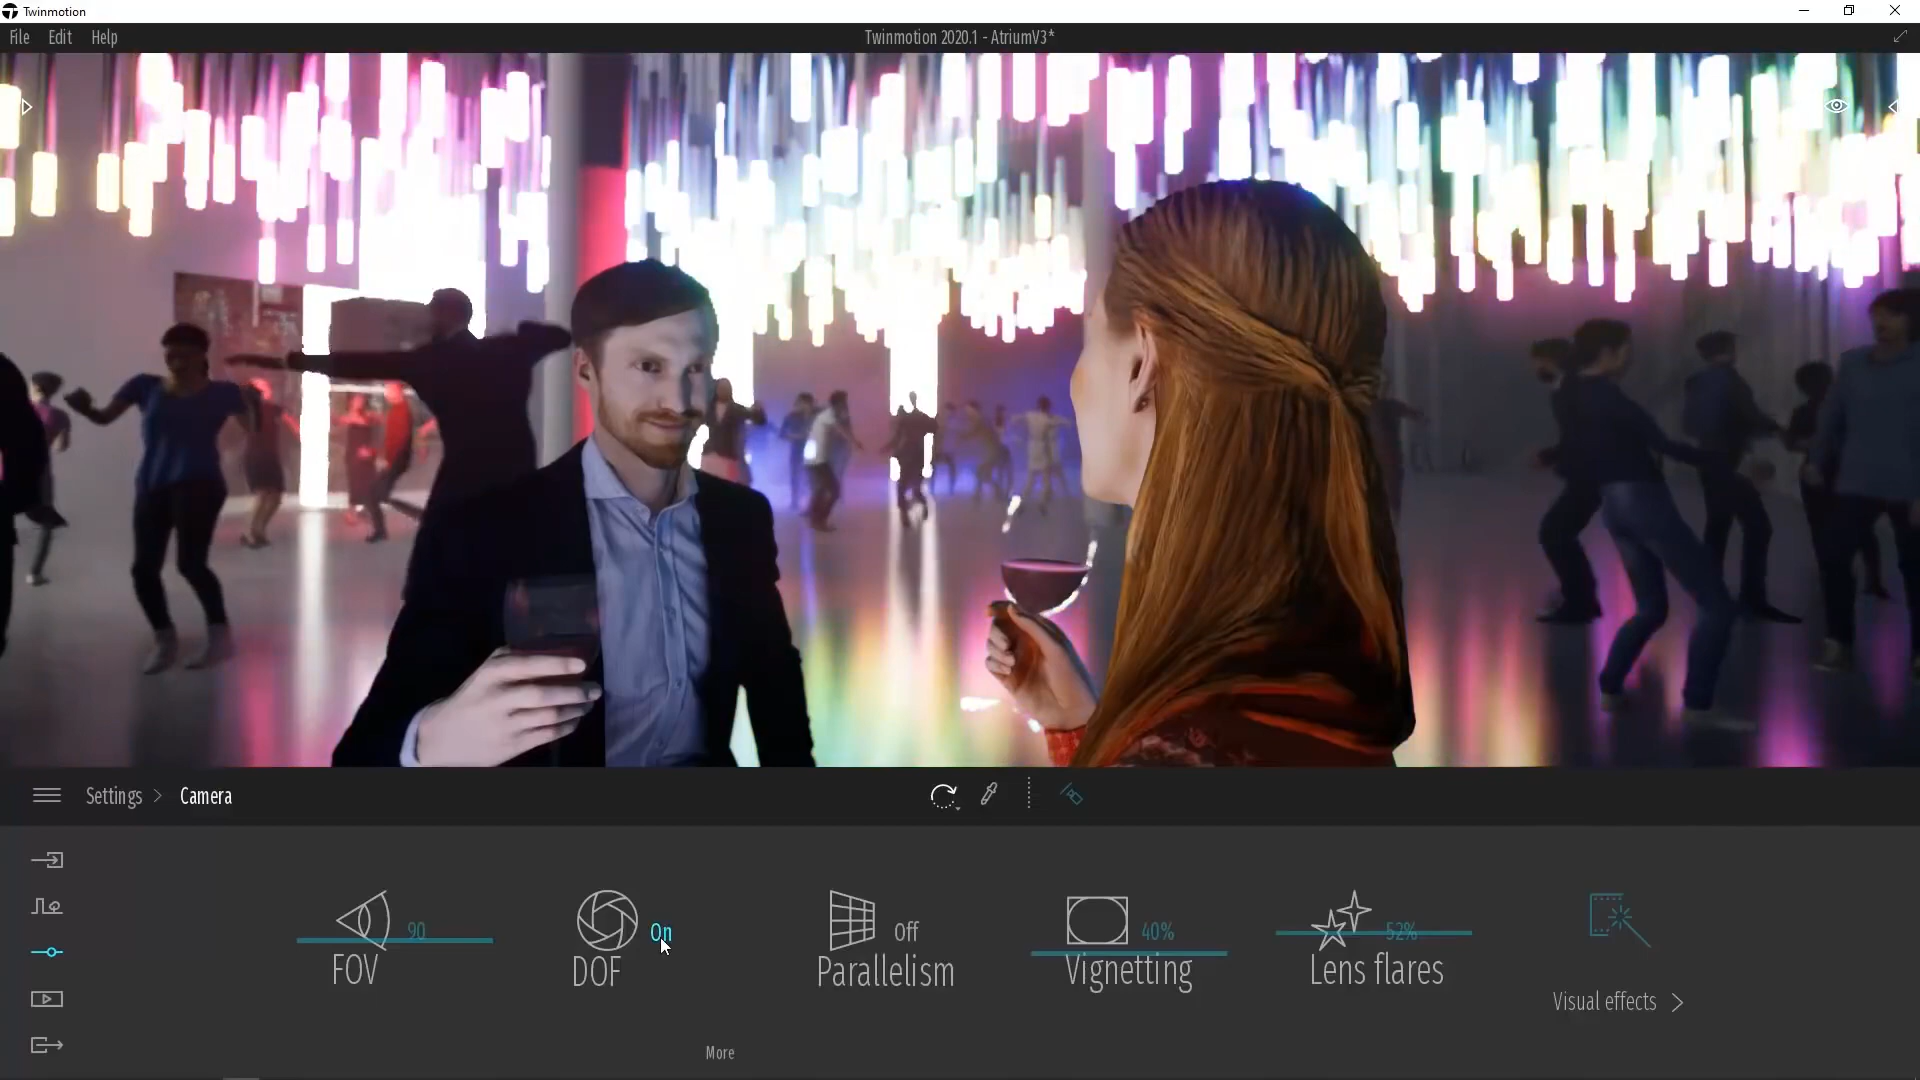 Twinmotion
File Edit Help
Twinmotion 2020.1 - AtriumV3*
Settings > Camera
90
FOV
On
DOF
Off
Parallelism
40%
Vignetting
52%
Lens flares
Visual effects >
More